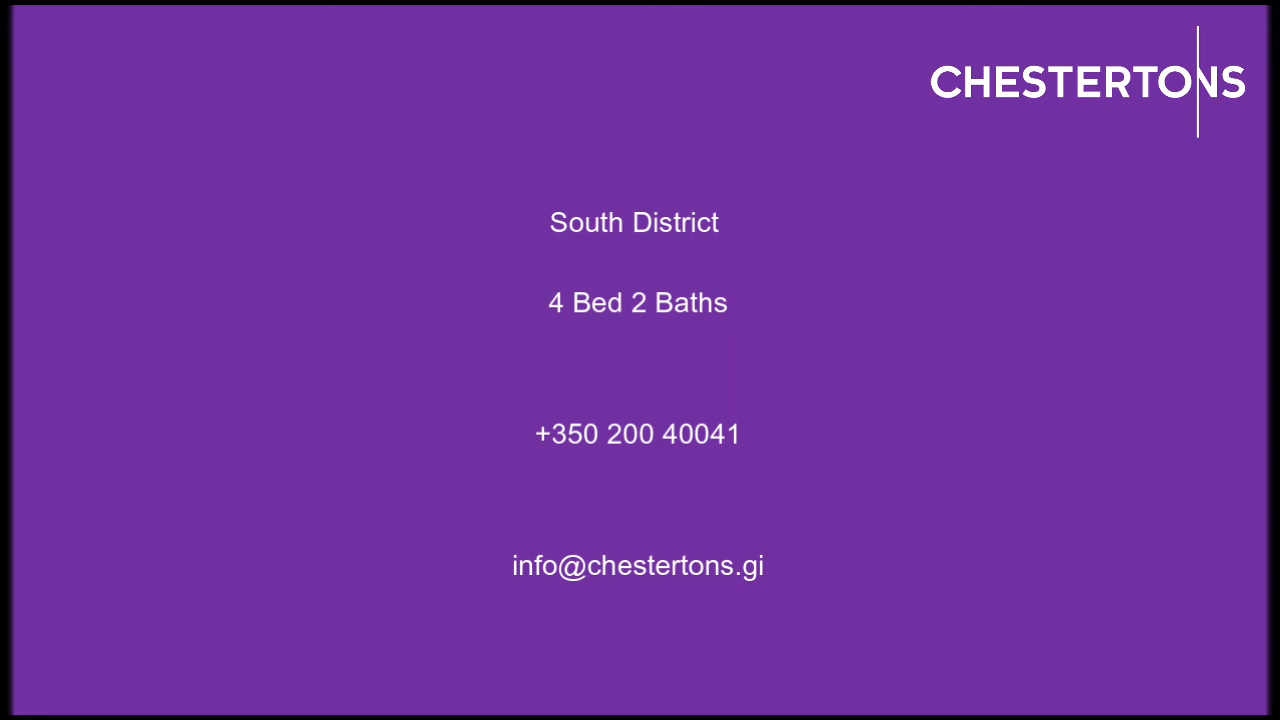 CHESTERTONS
South District
4 Bed 2 Baths
+350 200 40041
info@chestertons.gi